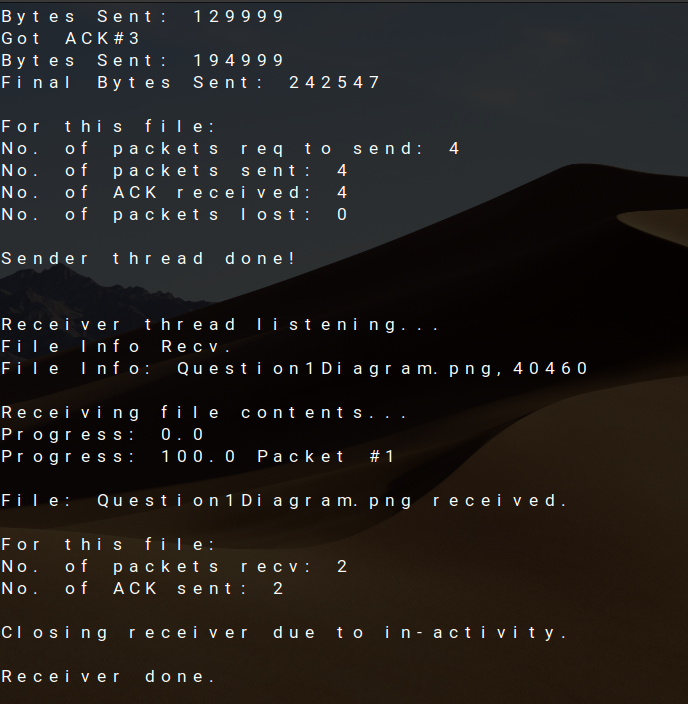 Bytes Sent: 129999
Got ACK#3
Bytes Sent: 194999
Final Bytes Sent: 242547
For this file:
No. of packets req to send: 4
No. of packets sent: 4
No. of ACK received: 4
No. of packets lost: 0
Sender thread done!
Receiver thread listening...
File Info Recv.
File Info: Question1Diagram.png,40460
Receiving file contents...
Progress: 0.0
Progress: 100.0 Packet #1
File: Question1Diagram.png received.
For this file:
No. of packets recv: 2
No. of ACK sent: 2
Closing receiver due to in-activity.
Receiver done.